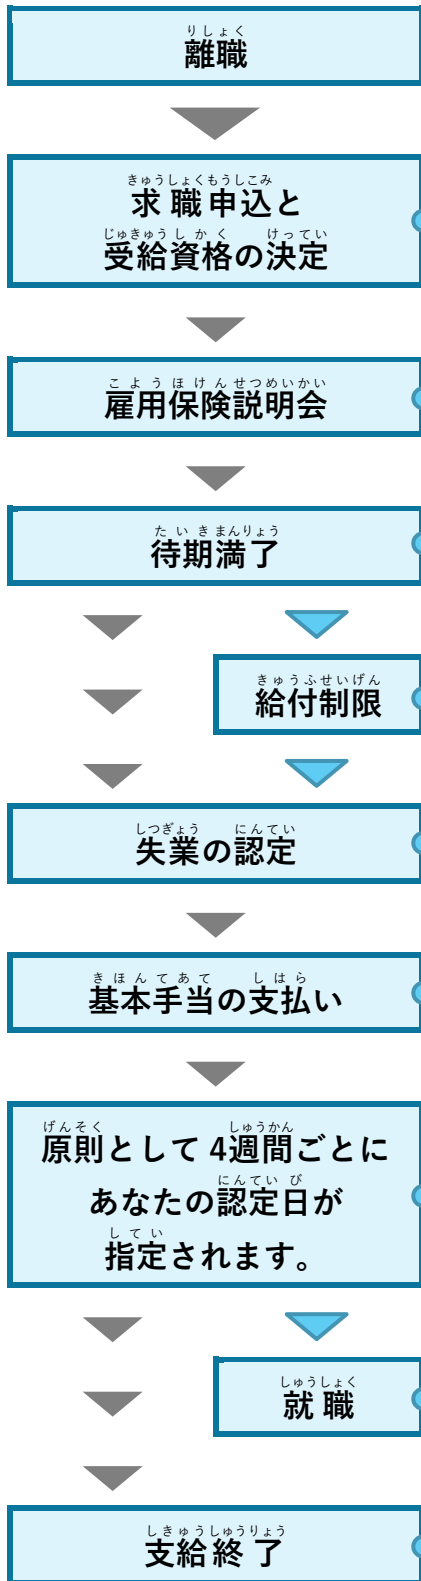 りしょく
離職
きゅうしょくもうしこみ
求職申込と
じゅきゅうしかく けってい
受給資格の決定
こようほけんせつめいかい
雇用保険説明会
たいきまんりょう
待期満了
きゅうふせいげん
給付制限
しつぎょう にんてい
失業の認定
きほんてあて しはら
基本手当の支払い
げんそく しゅうかん
原則として4週間ごとに
にんていび
あなたの認定日が
してい
指定されます。
しゅうしょく
就職
しきゅうしゅうりょう
支給終了